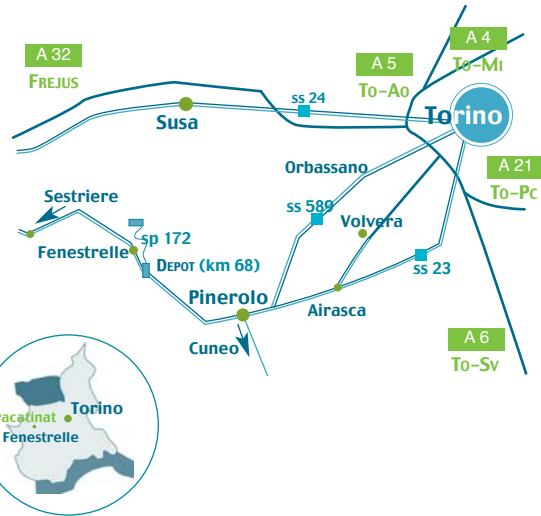 A 32
FREJUS
A 4
TO-MI
A 5
TO-AO
ss 24
Torino
Susa
A 21
TO-PC
Orbassano
Sestriere
ss 589
Volvera
sp 172
Fenestrelle
DEPOT (km 68)
ss 23
Pinerolo
Airasca
Cuneo
A 6
TO-SV
racatinat
Torino
Fenestrelle